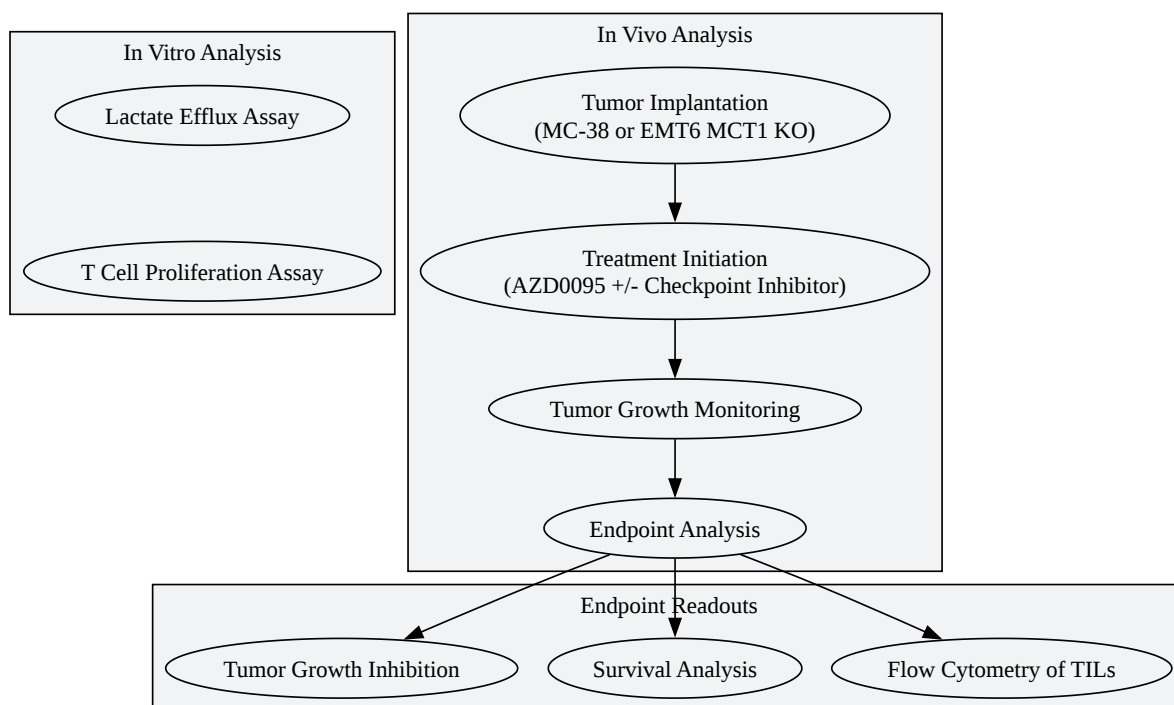 In Vitro Analysis
Lactate Efflux Assay
T Cell Proliferation Assay
In Vivo Analysis
Tumor Implantation
(MC-38 or EMT6 MCT1 KO)
Treatment Initiation
(AZD0095 +/- Checkpoint Inhibitor)
Tumor Growth Monitoring
Endpoint Analysis
Endpoint Readouts
Tumor Growth Inhibition
Survival Analysis
Flow Cytometry of TILs